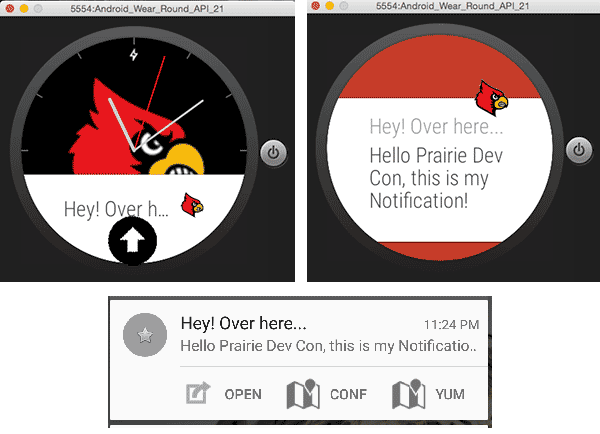 5554:Android_Wear_Round_API_21
Hey! Over h...
5554:Android_Wear_Round_API_21
Hey! Over here...
Hello Prairie Dev
Con, this is my
Notification!
Hey! Over here... 11:24 PM
Hello Prairie Dev Con, this is my Notificatio..
OPEN CONF YUM